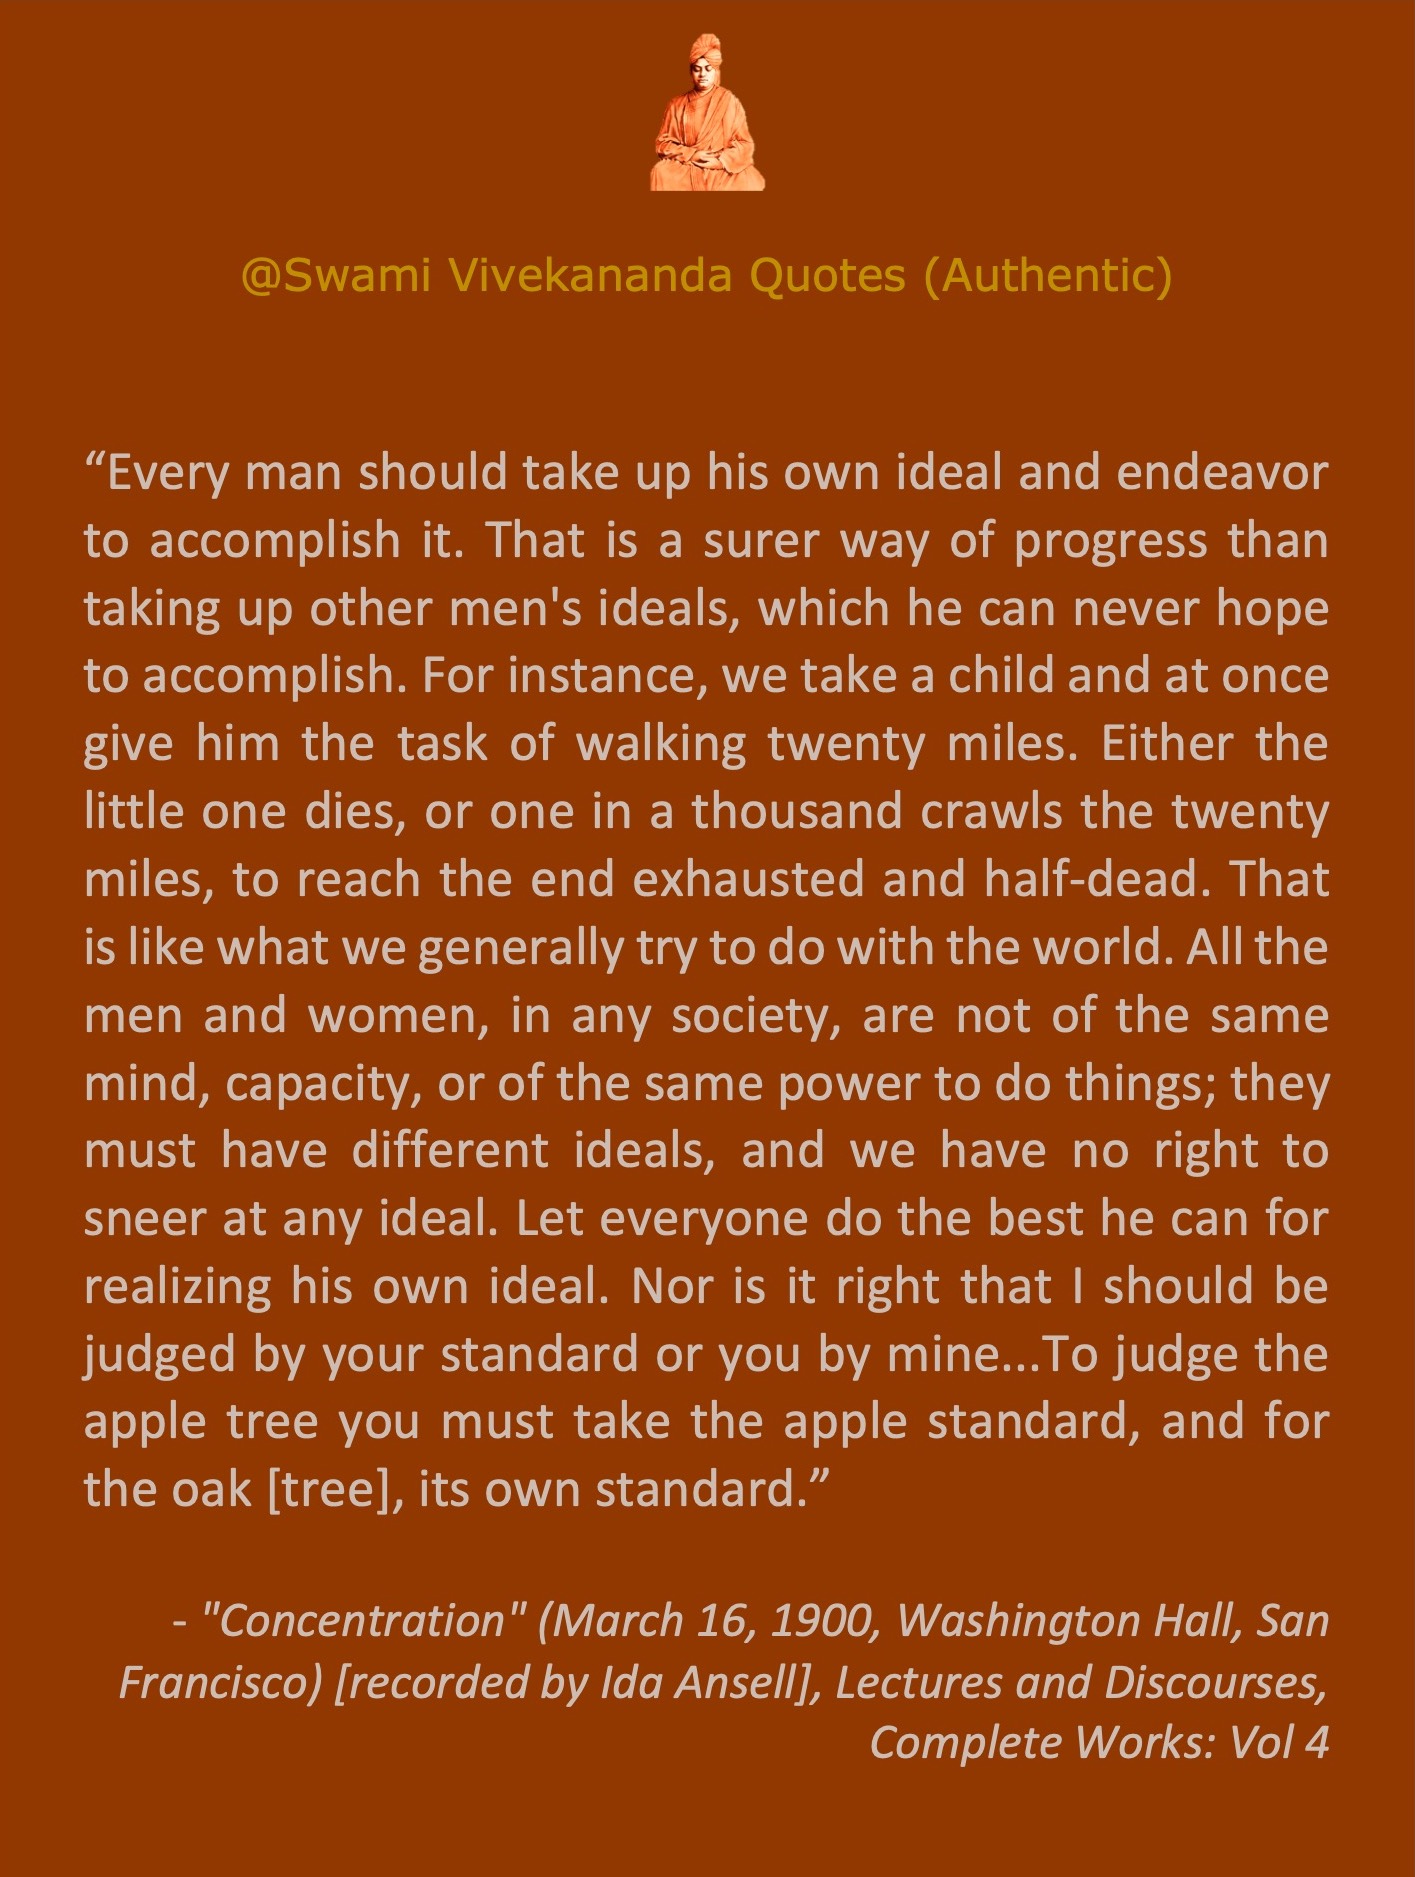 @Swami Vivekananda Quotes (Authentic)
“Every man should take up his own ideal and endeavor
to accomplish it. That is a surer way of progress than
taking up other men's ideals, which he can never hope
to accomplish. For instance, we take a child and at once
give him the task of walking twenty miles. Either the
little one dies, or one in a thousand crawls the twenty
miles, to reach the end exhausted and half-dead. That
is like what we generally try to do with the world. All the
men and women, in any society, are not of the same
mind, capacity, or of the same power to do things; they
must have different ideals, and we have no right to
sneer at any ideal. Let everyone do the best he can for
realizing his own ideal. Nor is it right that I should be
judged by your standard or you by mine...To judge the
apple tree you must take the apple standard, and for
the oak [tree], its own standard.”
- "Concentration" (March 16, 1900, Washington Hall, San
Francisco) [recorded by Ida Ansell], Lectures and Discourses,
Complete Works: Vol 4